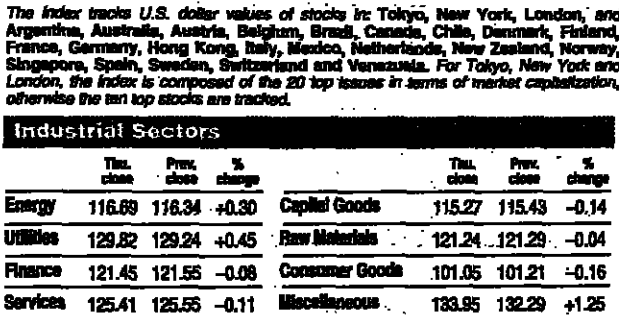 The index tracks U.S. dollar values of stocks in: Tokyo, New York, London, and
Argentina, Australia, Austria, Belgium, Brazil, Canada, Chile, Denmark, Finland,
France, Germany, Hong Kong, Italy, Mexico, Netherlands, New Zealand, Norway,
Singapore, Spain, Sweden, Switzerland and Venezuela. For Tokyo, New York and
London, the index is composed of the 20 top issues in terms of market capitalization,
otherwise the ten top stocks are tracked.
Industrial Sectors
Thu. close Prev. close % change Thu. close Prev. close % change
Energy 116.69 116.34 +0.30 Capital Goods 115.27 115.43 -0.14
Utilities 129.82 129.24 +0.45 Raw Materials 121.24 121.29 -0.04
Finance 121.45 121.55 -0.08 Consumer Goods 101.05 101.21 -0.16
Services 125.41 125.55 -0.11 Miscellaneous 133.95 132.29 +1.25